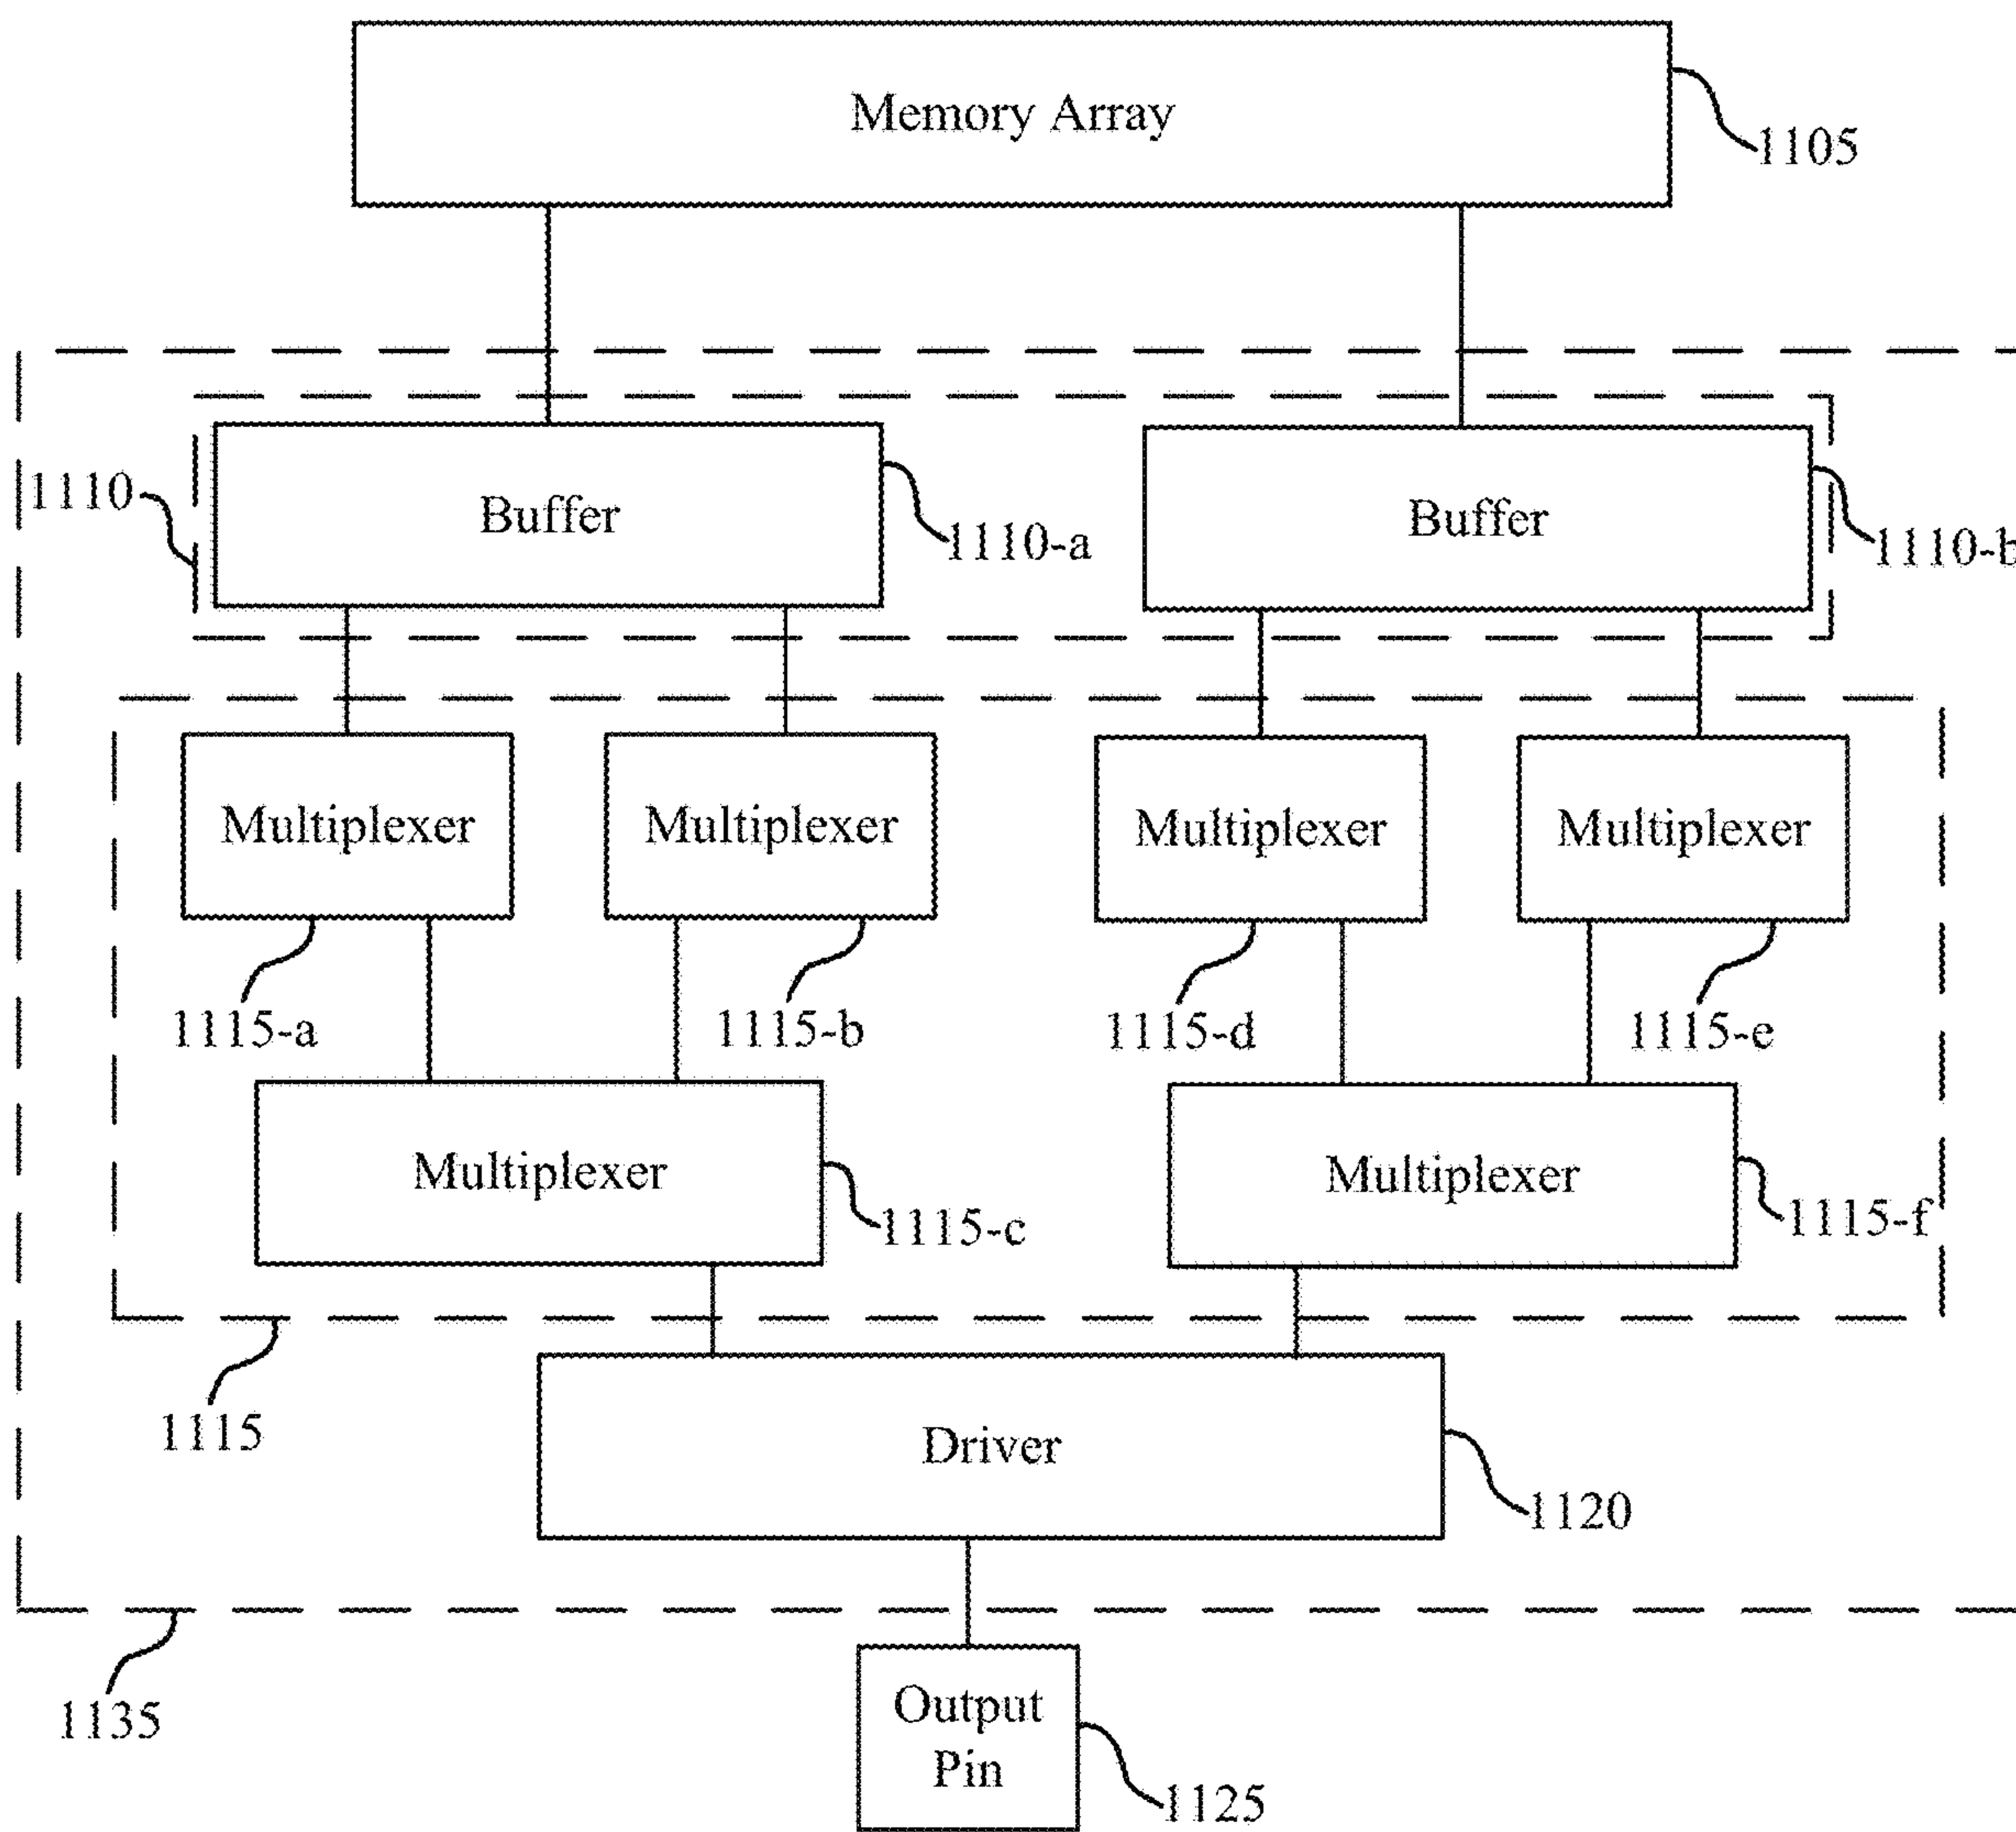 Memory Array
1105
1110
Buffer
1110-a
Buffer
1110-b
Multiplexer
Multiplexer
Multiplexer
Multiplexer
1115-a
1115-b
1115-d
1115-e
Multiplexer
1115-c
Multiplexer
1115-f
1115
Driver
1120
1135
Output
Pin
1125